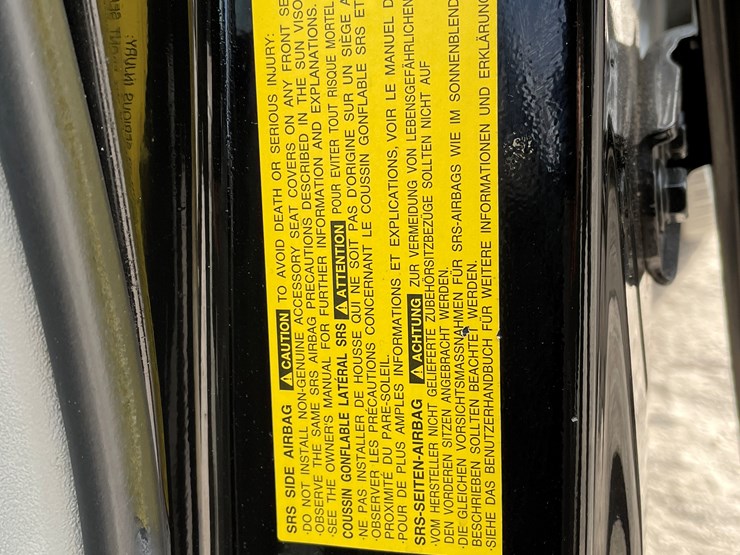 SRS SIDE AIRBAG ⚠ CAUTION TO AVOID DEATH OR SERIOUS INJURY:
·DO NOT INSTALL NON-GENUINE ACCESSORY SEAT COVERS ON ANY FRONT SE
·OBSERVE THE SAME SRS AIRBAG PRECAUTIONS DESCRIBED IN THE SUN VISO
·SEE THE OWNER'S MANUAL FOR FURTHER INFORMATION AND EXPLANATIONS.
COUSSIN GONFLABLE LATÉRAL SRS ⚠ ATTENTION POUR EVITER TOUT RISQUE MORTEL
·NE PAS INSTALLER DE HOUSSE QUI NE SOIT PAS D'ORIGINE SUR UN SIÈGE A
·OBSERVER LES PRÉCAUTIONS CONCERNANT LE COUSSIN GONFLABLE SRS ET
PROXIMITÉ DU PARE-SOLEIL.
·POUR DE PLUS AMPLES INFORMATIONS ET EXPLICATIONS, VOIR LE MANUEL D
SRS-SEITEN-AIRBAG ⚠ ACHTUNG ZUR VERMEIDUNG VON LEBENSGEFÄHRLICHEN
·VOM HERSTELLER NICHT GELIEFERTE ZUBEHÖRSITZBEZÜGE SOLLTEN NICHT AUF
DEN VORDEREN SITZEN ANGEBRACHT WERDEN.
·DIE GLEICHEN VORSICHTSMASSNAHMEN FÜR SRS-AIRBAGS WIE IM SONNENBLEND
BESCHRIEBEN SOLLTEN BEACHTET WERDEN.
·SIEHE DAS BENUTZERHANDBUCH FÜR WEITERE INFORMATIONEN UND ERKLÄRUNG